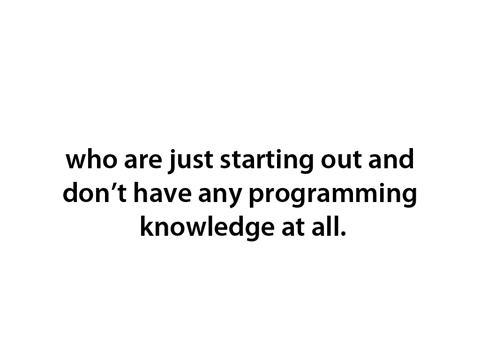 who are just starting out and
don’t have any programming
knowledge at all.